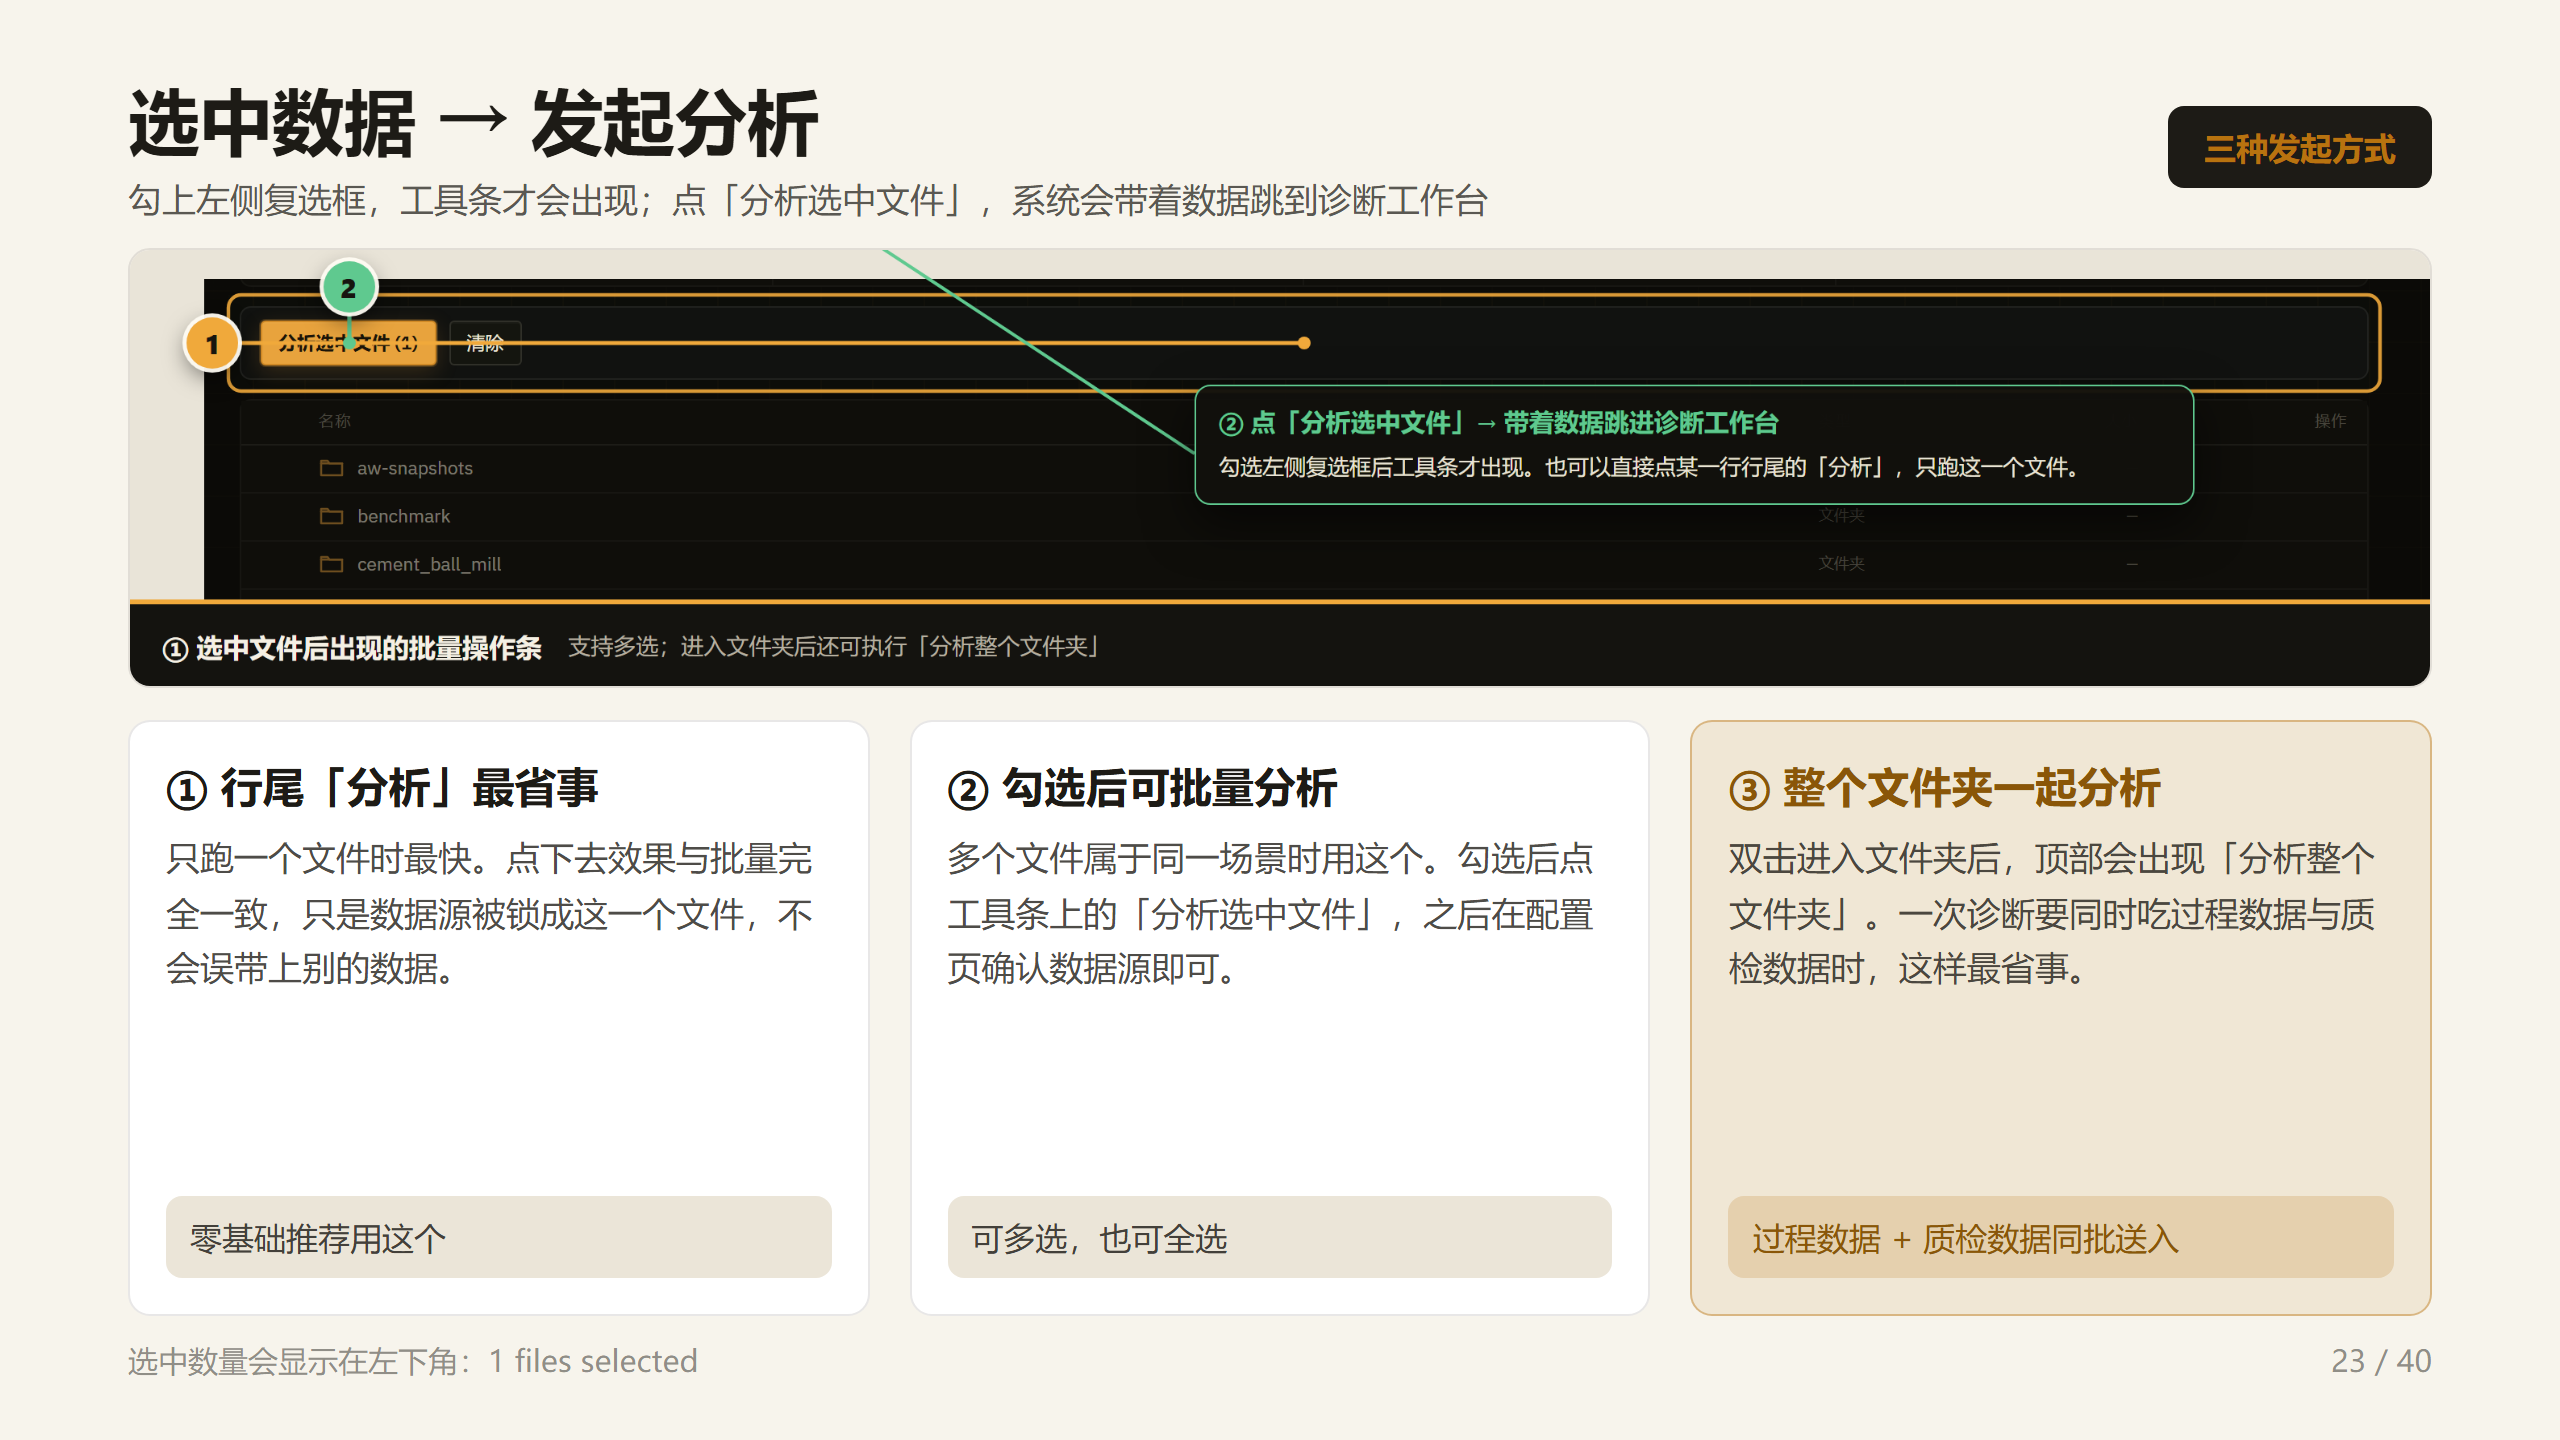 选中数据 → 发起分析
三种发起方式
勾上左侧复选框，工具条才会出现；点「分析选中文件」，系统会带着数据跳到诊断工作台
2
1
分析选中文件 (1)
清除
名称
操作
② 点「分析选中文件」→ 带着数据跳进诊断工作台
勾选左侧复选框后工具条才出现。也可以直接点某一行行尾的「分析」，只跑这一个文件。
aw-snapshots
benchmark
文件夹
—
cement_ball_mill
文件夹
—
① 选中文件后出现的批量操作条
支持多选；进入文件夹后还可执行「分析整个文件夹」
① 行尾「分析」最省事
只跑一个文件时最快。点下去效果与批量完
全一致，只是数据源被锁成这一个文件，不
会误带上别的数据。
零基础推荐用这个
② 勾选后可批量分析
多个文件属于同一场景时用这个。勾选后点
工具条上的「分析选中文件」，之后在配置
页确认数据源即可。
可多选，也可全选
③ 整个文件夹一起分析
双击进入文件夹后，顶部会出现「分析整个
文件夹」。一次诊断要同时吃过程数据与质
检数据时，这样最省事。
过程数据 + 质检数据同批送入
选中数量会显示在左下角：1 files selected
23 / 40